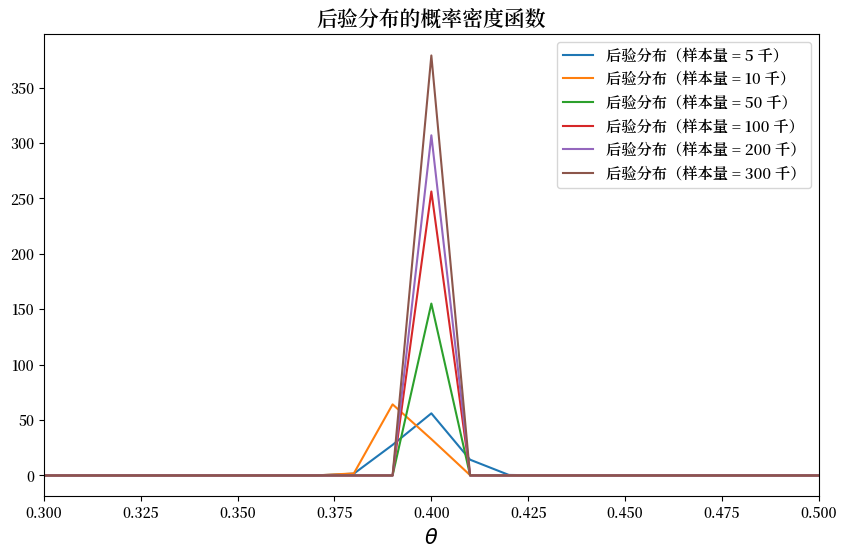 后验分布的概率密度函数
后验分布（样本量 = 5 千）
后验分布（样本量 = 10 千）
后验分布（样本量 = 50 千）
后验分布（样本量 = 100 千）
后验分布（样本量 = 200 千）
后验分布（样本量 = 300 千）
350
300
250
200
150
100
50
0
0.300 0.325 0.350 0.375 0.400 0.425 0.450 0.475 0.500
θ